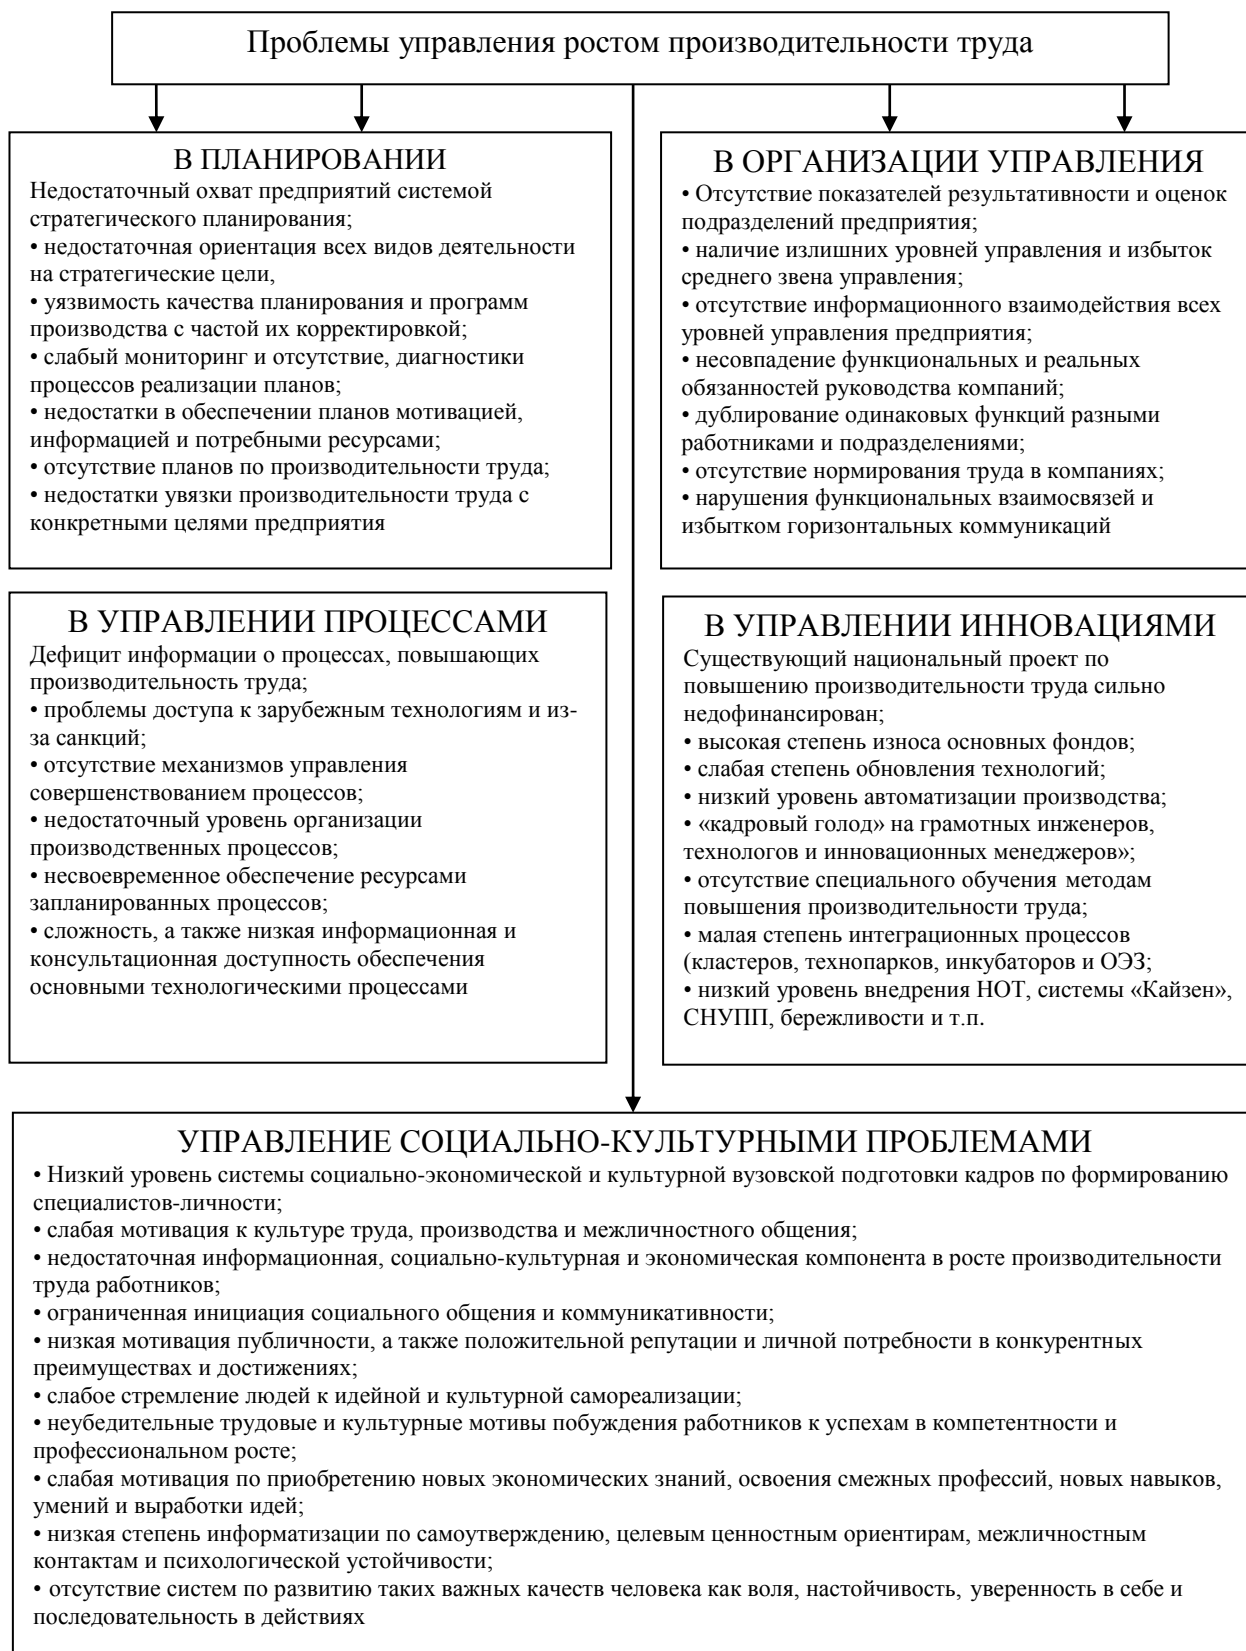 Проблемы управления ростом производительности труда
В ПЛАНИРОВАНИИ
Недостаточный охват предприятий системой
стратегического планирования;
• недостаточная ориентация всех видов деятельности
на стратегические цели,
• уязвимость качества планирования и программ
производства с частой их корректировкой;
• слабый мониторинг и отсутствие, диагностики
процессов реализации планов;
• недостатки в обеспечении планов мотивацией,
информацией и потребными ресурсами;
• отсутствие планов по производительности труда;
• недостатки увязки производительности труда с
конкретными целями предприятия
В ОРГАНИЗАЦИИ УПРАВЛЕНИЯ
• Отсутствие показателей результативности и оценок
подразделений предприятия;
• наличие излишних уровней управления и избыток
среднего звена управления;
• отсутствие информационного взаимодействия всех
уровней управления предприятия;
• несовпадение функциональных и реальных
обязанностей руководства компаний;
• дублирование одинаковых функций разными
работниками и подразделениями;
• отсутствие нормирования труда в компаниях;
• нарушения функциональных взаимосвязей и
избытком горизонтальных коммуникаций
В УПРАВЛЕНИИ ПРОЦЕССАМИ
Дефицит информации о процессах, повышающих
производительность труда;
• проблемы доступа к зарубежным технологиям и из-
за санкций;
• отсутствие механизмов управления
совершенствованием процессов;
• недостаточный уровень организации
производственных процессов;
• несвоевременное обеспечение ресурсами
запланированных процессов;
• сложность, а также низкая информационная и
консультационная доступность обеспечения
основными технологическими процессами
В УПРАВЛЕНИИ ИННОВАЦИЯМИ
Существующий национальный проект по
повышению производительности труда сильно
недофинансирован;
• высокая степень износа основных фондов;
• слабая степень обновления технологий;
• низкий уровень автоматизации производства;
• «кадровый голод» на грамотных инженеров,
технологов и инновационных менеджеров»;
• отсутствие специального обучения методам
повышения производительности труда;
• малая степень интеграционных процессов
(кластеров, технопарков, инкубаторов и ОЭЗ;
• низкий уровень внедрения НОТ, системы «Кайзен»,
СНУПП, бережливости и т.п.
УПРАВЛЕНИЕ СОЦИАЛЬНО-КУЛЬТУРНЫМИ ПРОБЛЕМАМИ
• Низкий уровень системы социально-экономической и культурной вузовской подготовки кадров по формированию
специалистов-личности;
• слабая мотивация к культуре труда, производства и межличностного общения;
• недостаточная информационная, социально-культурная и экономическая компонента в росте производительности
труда работников;
• ограниченная инициация социального общения и коммуникативности;
• низкая мотивация публичности, а также положительной репутации и личной потребности в конкурентных
преимуществах и достижениях;
• слабое стремление людей к идейной и культурной самореализации;
• неубедительные трудовые и культурные мотивы побуждения работников к успехам в компетентности и
профессиональном росте;
• слабая мотивация по приобретению новых экономических знаний, освоения смежных профессий, новых навыков,
умений и выработки идей;
• низкая степень информатизации по самоутверждению, целевым ценностным ориентирам, межличностным
контактам и психологической устойчивости;
• отсутствие систем по развитию таких важных качеств человека как воля, настойчивость, уверенность в себе и
последовательность в действиях